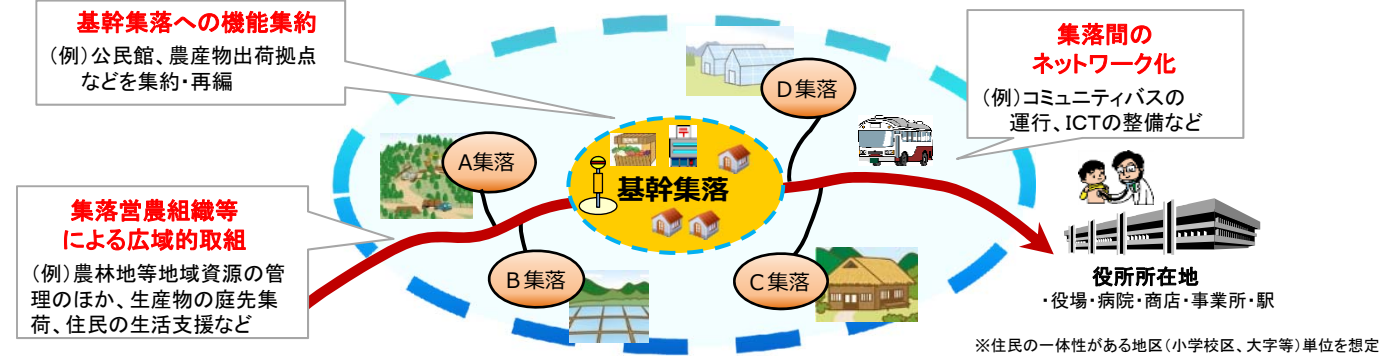 基幹集落への機能集約
（例）公民館、農産物出荷拠点
などを集約・再編
集落間の
ネットワーク化
（例）コミュニティバスの
運行、ICTの整備など
D集落
A集落
基幹集落
集落営農組織等
による広域的取組
（例）農林地等地域資源の管
理のほか、生産物の庭先集
荷、住民の生活支援など
B集落
C集落
役所所在地
・役場・病院・商店・事業所・駅
※住民の一体性がある地区（小学校区、大字等）単位を想定
〒